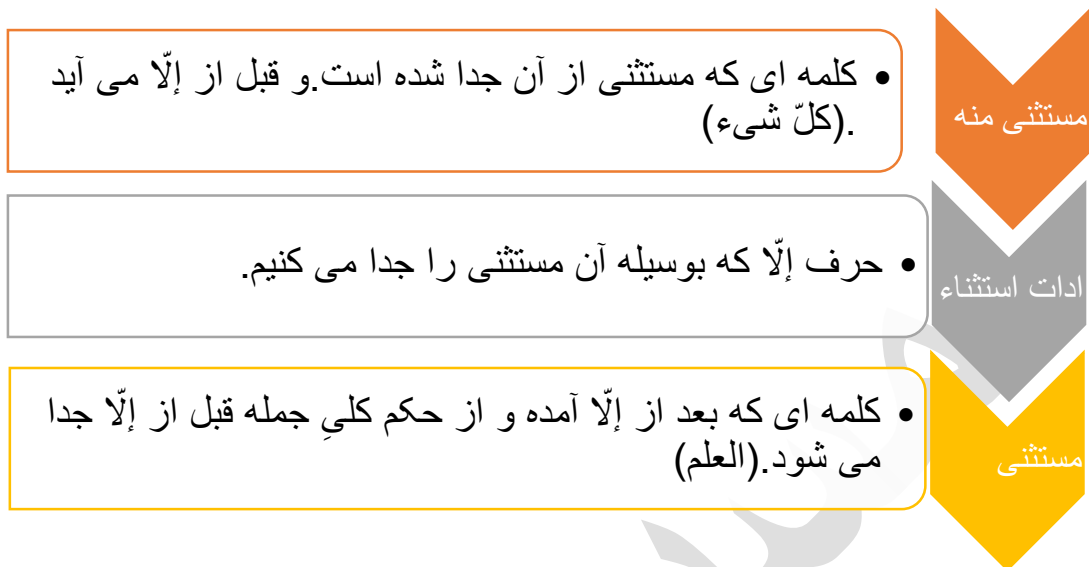 مستثنی منه
• کلمه ای که مستثنی از آن جدا شده است.و قبل از إلّا می آید
.(کلّ شیء)
ادات استثناء
• حرف إلّا که بوسیله آن مستثنی را جدا می کنیم.
مستثنی
• کلمه ای که بعد از إلّا آمده و از حکم کلیِ جمله قبل از إلّا جدا
می شود.(العلم)